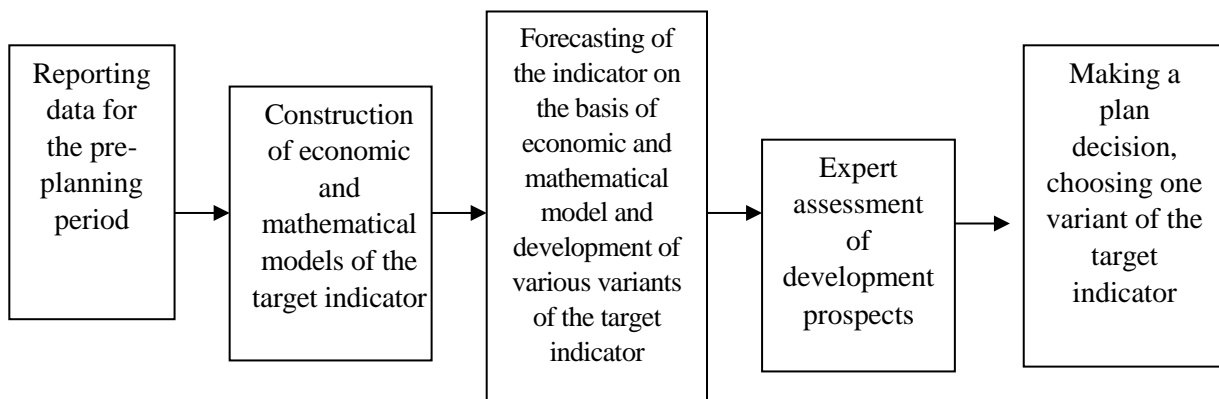 Reporting
data for
the pre-
planning
period
Construction
of economic
and
mathematical
models of the
target indicator
Forecasting of
the indicator on
the basis of
economic and
mathematical
model and
development of
various variants
of the target
indicator
Expert
assessment
of
development
prospects
Making a
plan
decision,
choosing one
variant of the
target
indicator